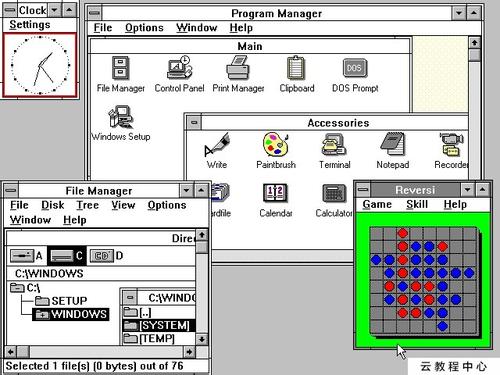 Clock
Settings
Program Manager
File Options Window Help
Main
File Manager
Control Panel
Print Manager
Clipboard
DOS
DOS Prompt
Windows Setup
Accessories
Write
Paintbrush
Terminal
Notepad
Recorder
Cardfile
Calendar
Calculator
File Manager
File Disk Tree View Options
Window Help
Direc
A C CD D
C:\WINDOWS
C:\
SETUP
WINDOWS
C:\WIND
[..]
[SYSTEM]
[TEMP]
Selected 1 file(s) (0 bytes) out of 76
Reversi
Game Skill Help
云教程中心